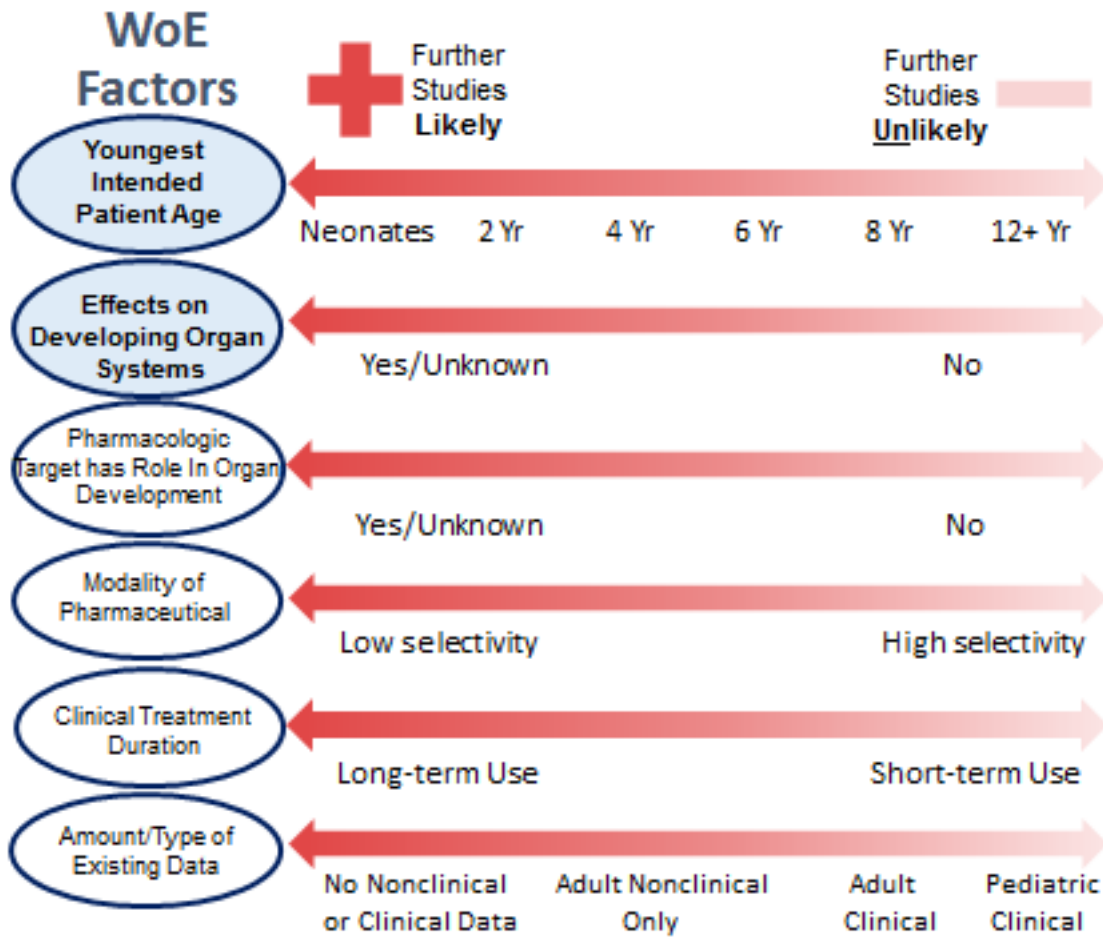 WoE
Factors
Further
Studies
Likely
Further
Studies
Unlikely
Youngest
Intended
Patient Age
Neonates 2 Yr 4 Yr 6 Yr 8 Yr 12+ Yr
Effects on
Developing Organ
Systems
Yes/Unknown No
Pharmacologic
Target has Role In Organ
Development
Yes/Unknown No
Modality of
Pharmaceutical
Low selectivity High selectivity
Clinical Treatment
Duration
Long-term Use Short-term Use
Amount/Type of
Existing Data
No Nonclinical
or Clinical Data
Adult Nonclinical
Only
Adult
Clinical
Pediatric
Clinical